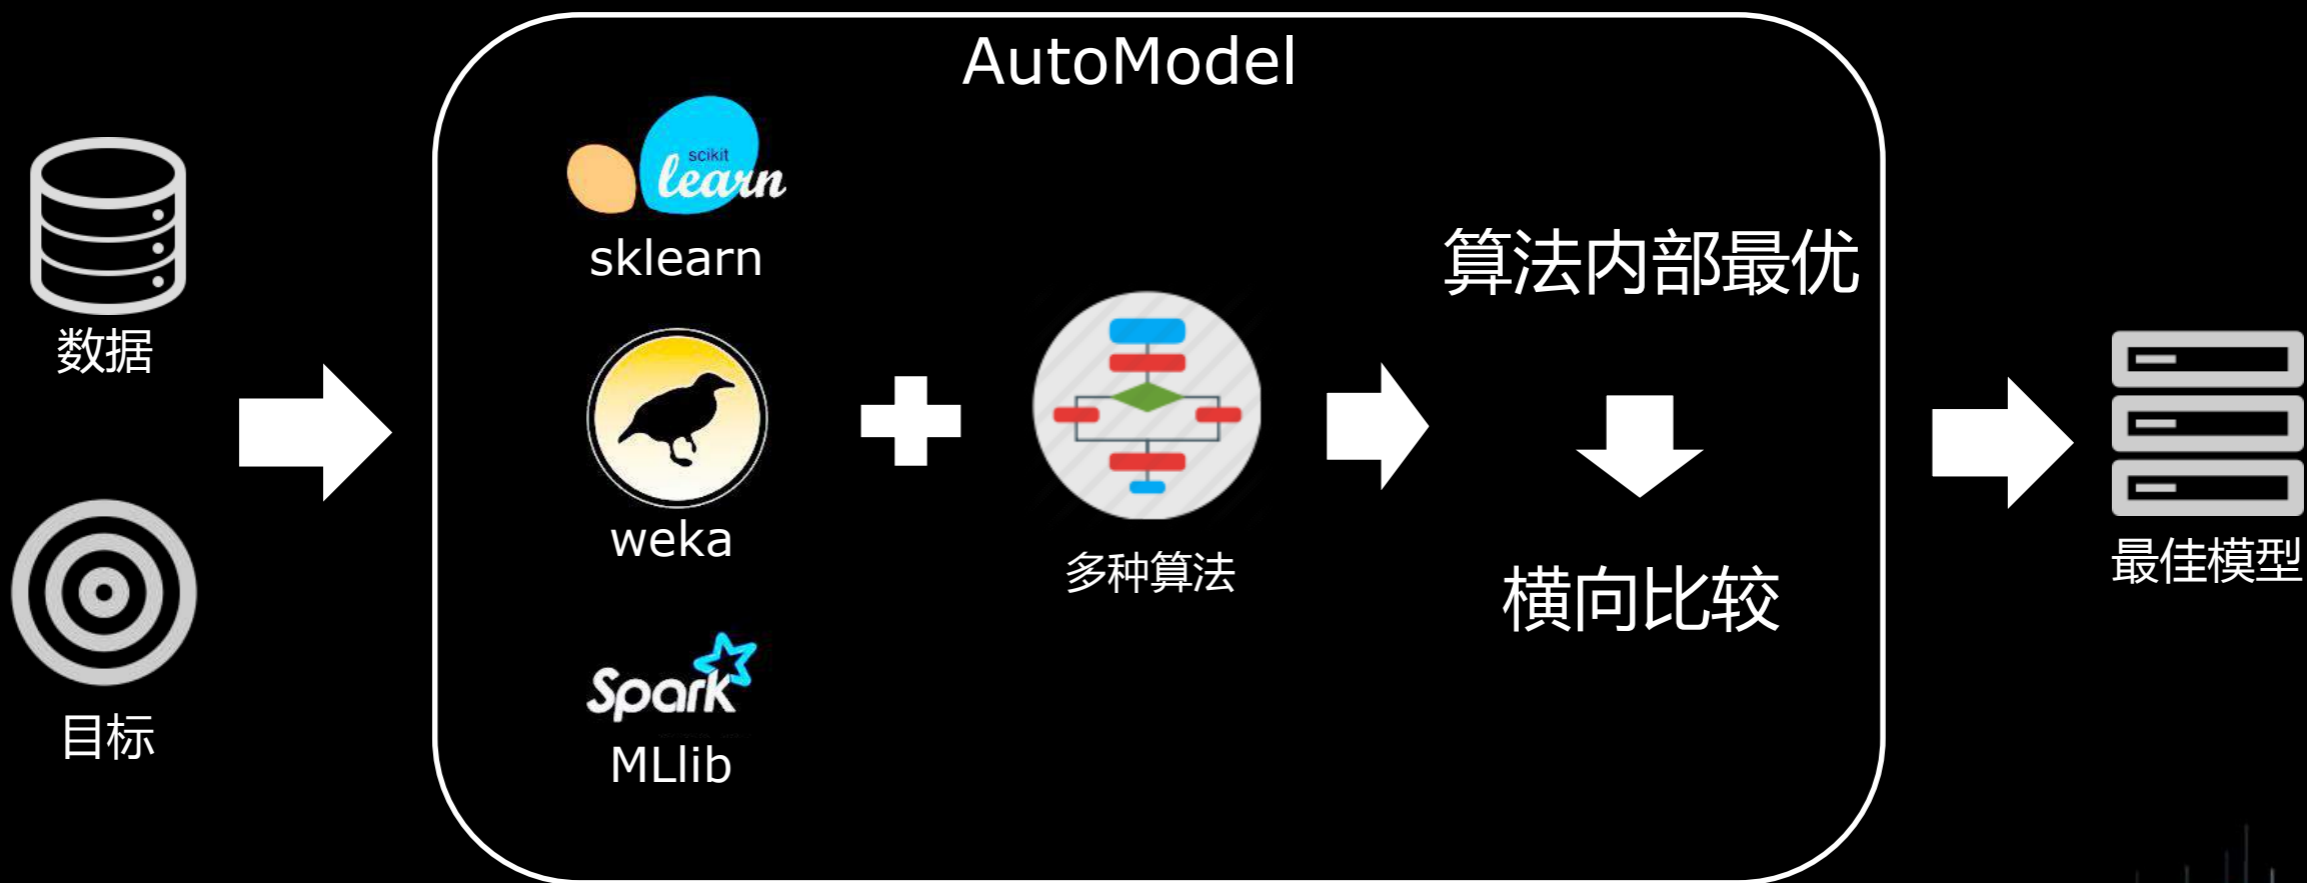 AutoModel
数据
目标
scikit
learn
sklearn
weka
Spark
MLlib
多种算法
算法内部最优
横向比较
最佳模型